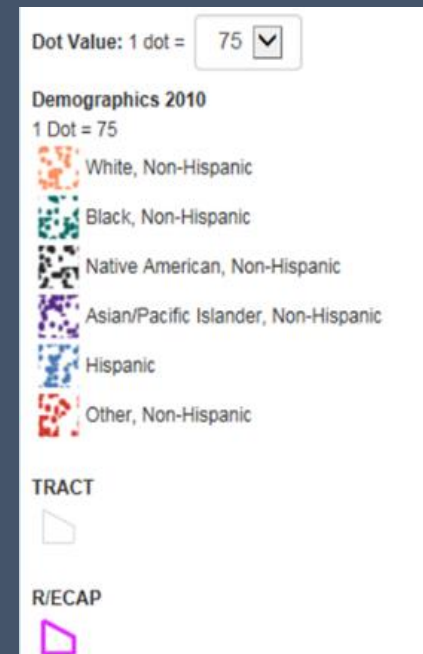 Dot Value: 1 dot = 75
Demographics 2010
1 Dot = 75
White, Non-Hispanic
Black, Non-Hispanic
Native American, Non-Hispanic
Asian/Pacific Islander, Non-Hispanic
Hispanic
Other, Non-Hispanic
TRACT
R/ECAP